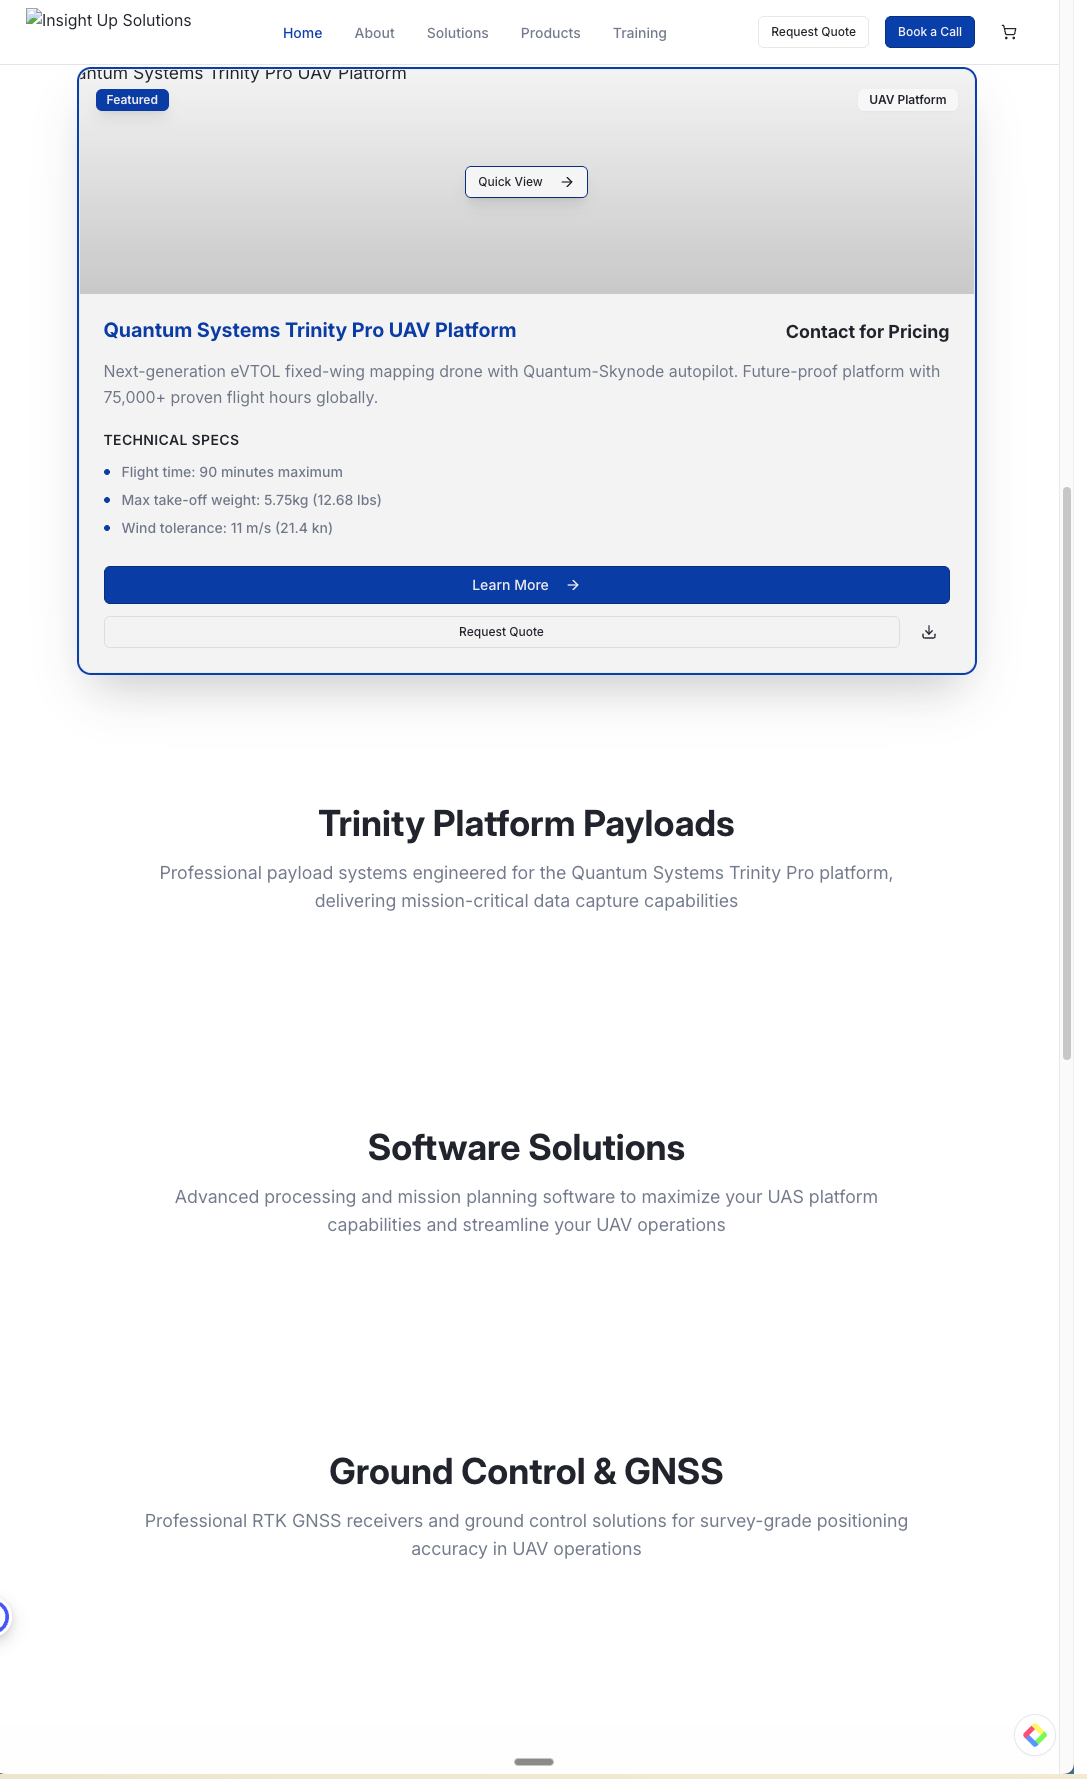 Insight Up Solutions
Home
About
Solutions
Products
Training
Request Quote
Book a Call
antum Systems Trinity Pro UAV Platform
Featured
UAV Platform
Quick View
Quantum Systems Trinity Pro UAV Platform
Contact for Pricing
Next-generation eVTOL fixed-wing mapping drone with Quantum-Skynode autopilot. Future-proof platform with
75,000+ proven flight hours globally.
TECHNICAL SPECS
Flight time: 90 minutes maximum
Max take-off weight: 5.75kg (12.68 lbs)
Wind tolerance: 11 m/s (21.4 kn)
Learn More
Request Quote
Trinity Platform Payloads
Professional payload systems engineered for the Quantum Systems Trinity Pro platform,
delivering mission-critical data capture capabilities
Software Solutions
Advanced processing and mission planning software to maximize your UAS platform
capabilities and streamline your UAV operations
Ground Control & GNSS
Professional RTK GNSS receivers and ground control solutions for survey-grade positioning
accuracy in UAV operations